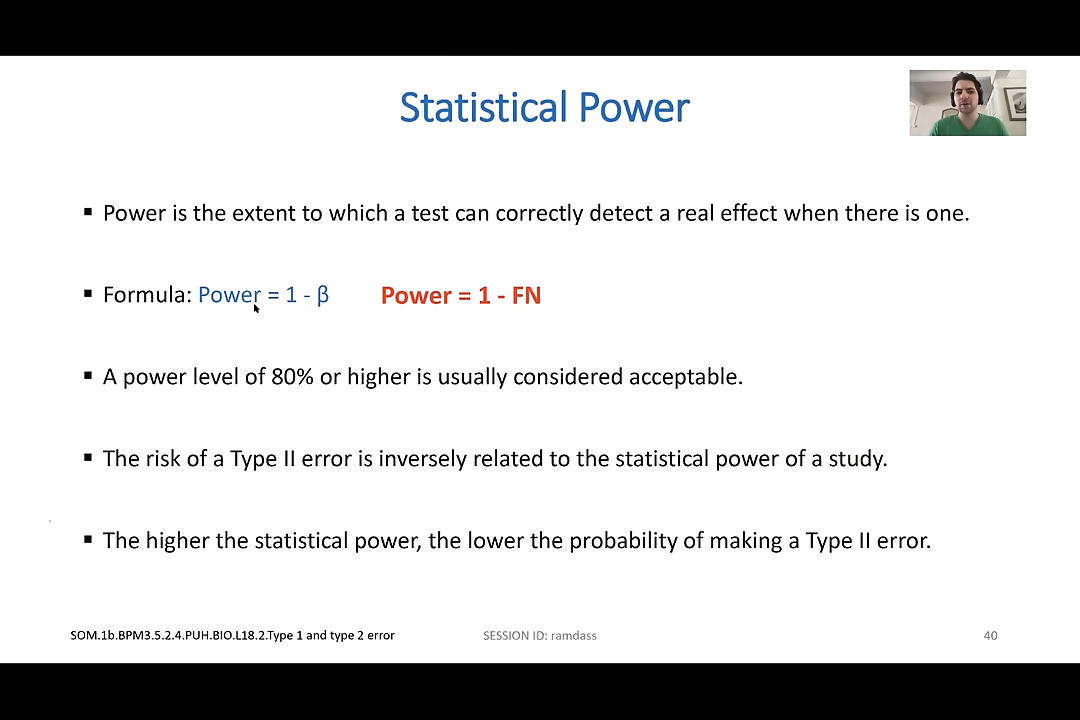 Statistical Power
▪ Power is the extent to which a test can correctly detect a real effect when there is one.
▪ Formula: Power = 1 - β Power = 1 - FN
▪ A power level of 80% or higher is usually considered acceptable.
▪ The risk of a Type II error is inversely related to the statistical power of a study.
▪ The higher the statistical power, the lower the probability of making a Type II error.
SOM.1b.BPM3.5.2.4.PUH.BIO.L18.2.Type 1 and type 2 error SESSION ID: ramdass 40